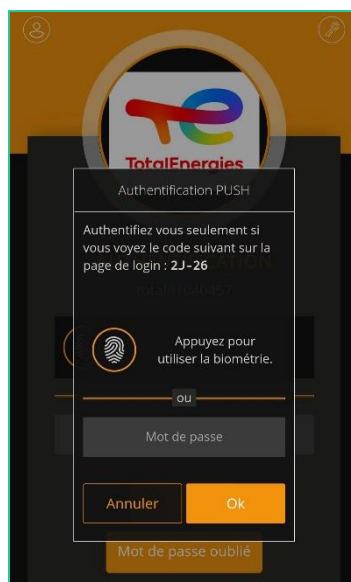 TotalEnergies
Authentification PUSH
Authentifiez vous seulement si
vous voyez le code suivant sur la
page de login : 2J-26
Appuyez pour
utiliser la biométrie.
ou
Mot de passe
Annuler
Ok
Mot de passe oublié